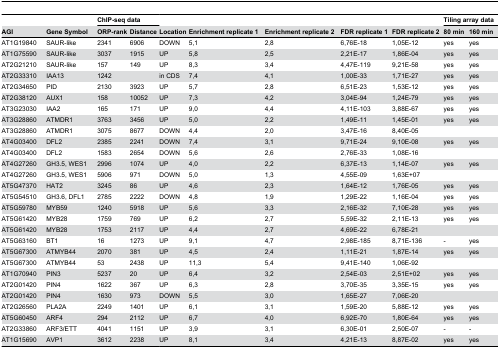 ChIP-seq data Tiling array data
AGI Gene Symbol ORP-rank Distance Location Enrichment replicate 1 Enrichment replicate 2 FDR replicate 1 FDR replicate 2 80 min 160 min
AT1G19840 SAUR-like 2341 6906 DOWN 5,1 2,8 6,76E-18 1,05E-12 yes yes
AT1G75590 SAUR-like 3037 1915 UP 5,8 2,5 2,21E-17 1,86E-04 yes yes
AT2G21210 SAUR-like 157 149 UP 8,3 3,4 4,47E-119 9,21E-58 yes yes
AT2G33310 IAA13 1242 in CDS 7,4 4,1 1,00E-33 1,71E-27 yes yes
AT2G34650 PID 2130 3923 UP 5,7 2,8 6,51E-23 1,53E-12 yes yes
AT2G38120 AUX1 158 10052 UP 7,3 4,2 3,04E-94 1,24E-79 yes yes
AT3G23030 IAA2 165 171 UP 9,0 4,4 4,11E-103 3,88E-67 yes yes
AT3G28860 ATMDR1 3763 3456 UP 5,0 2,2 1,49E-11 1,45E-01 yes yes
AT3G28860 ATMDR1 3075 8677 DOWN 4,4 2,0 3,47E-16 8,40E-05
AT4G03400 DFL2 2385 2241 DOWN 7,4 3,1 9,71E-24 9,10E-08 yes yes
AT4G03400 DFL2 1583 2654 DOWN 5,6 2,6 2,76E-33 1,08E-16
AT4G27260 GH3.5, WES1 2996 1074 UP 4,0 2,2 6,37E-13 1,14E-07 yes yes
AT4G27260 GH3.5, WES1 5906 971 DOWN 5,0 1,3 4,55E-09 1,63E+07
AT5G47370 HAT2 3245 86 UP 4,6 2,3 1,64E-12 1,76E-05 yes yes
AT5G54510 GH3.6, DFL1 2785 2222 DOWN 4,8 1,9 1,29E-22 1,16E-04 yes yes
AT5G59780 MYB59 1240 5918 UP 5,6 3,3 2,16E-32 7,10E-28 yes yes
AT5G61420 MYB28 1759 769 UP 6,2 2,7 5,59E-32 2,11E-13 yes yes
AT5G61420 MYB28 1753 2117 UP 4,4 2,7 4,69E-22 6,78E-21
AT5G63160 BT1 16 1273 UP 9,1 4,7 2,98E-185 8,71E-136 - yes
AT5G67300 ATMYB44 2070 381 UP 4,5 2,4 1,11E-21 1,87E-14 yes yes
AT5G67300 ATMYB44 53 2438 UP 11,3 5,4 9,41E-140 1,06E-92
AT1G70940 PIN3 5237 20 UP 6,4 3,2 2,54E-03 2,51E+02 yes yes
AT2G01420 PIN4 1622 367 UP 6,3 2,8 3,70E-35 3,35E-15 yes yes
AT2G01420 PIN4 1630 973 DOWN 5,5 3,0 1,65E-27 7,06E-20
AT2G26560 PLA2A 2249 1401 UP 6,1 3,1 1,59E-20 5,88E-12 yes yes
AT5G60450 ARF4 294 2112 UP 6,7 4,0 6,92E-70 1,80E-64 yes yes
AT2G33860 ARF3/ETT 4041 1151 UP 3,9 3,1 6,30E-01 2,50E-07 - -
AT1G15690 AVP1 3612 2238 UP 8,1 3,4 4,21E-13 8,87E-02 yes yes